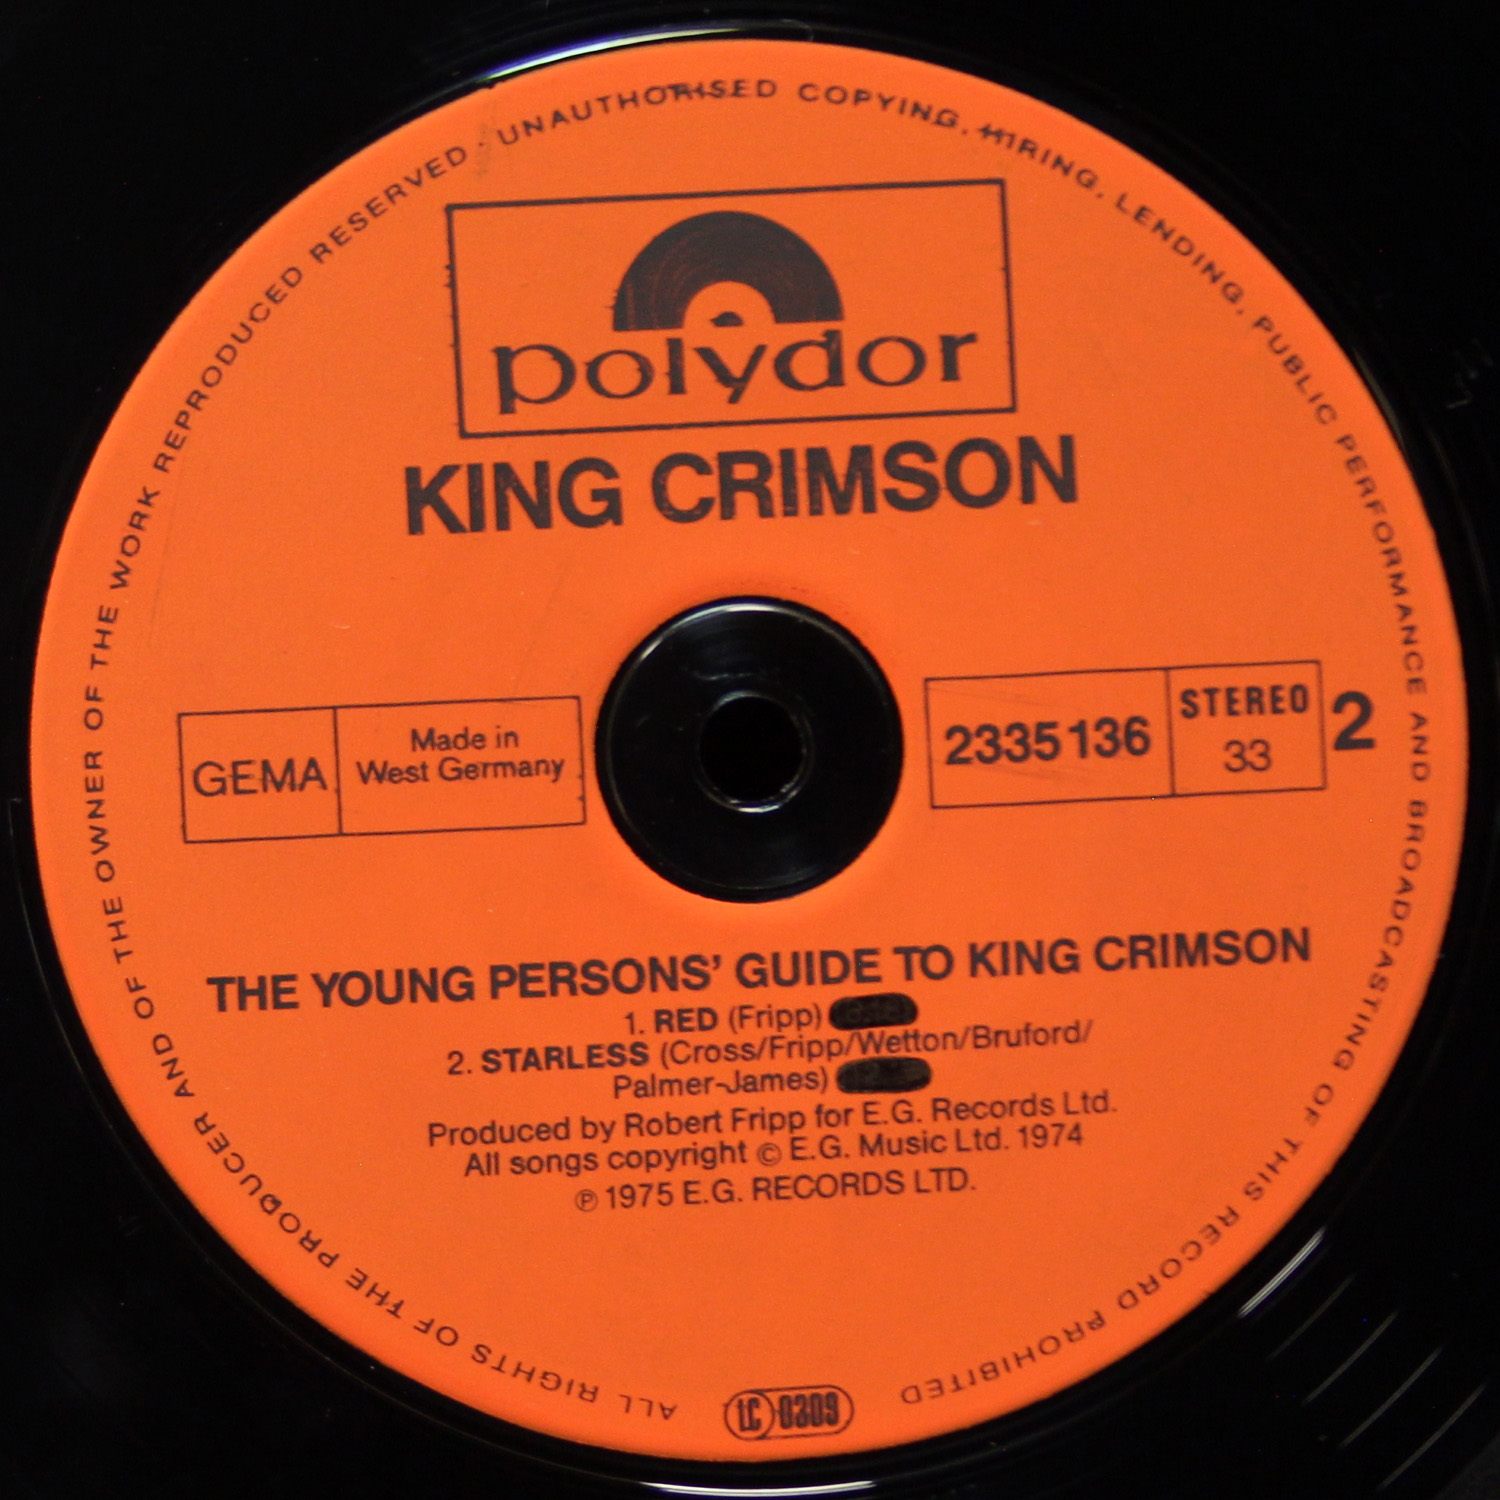 ALL RIGHTS OF THE PRODUCER AND OF THE OWNER OF THE WORK REPRODUCED RESERVED · UNAUTHORISED COPYING, HIRING, LENDING, PUBLIC PERFORMANCE AND BROADCASTING OF THIS RECORD PROHIBITED
polydor
KING CRIMSON
GEMA
Made in
West Germany
2335 136
STEREO
33
2
THE YOUNG PERSONS' GUIDE TO KING CRIMSON
1. RED (Fripp)
2. STARLESS (Cross/Fripp/Wetton/Bruford/
Palmer-James)
Produced by Robert Fripp for E.G. Records Ltd.
All songs copyright © E.G. Music Ltd. 1974
℗ 1975 E.G. RECORDS LTD.
LC 0309